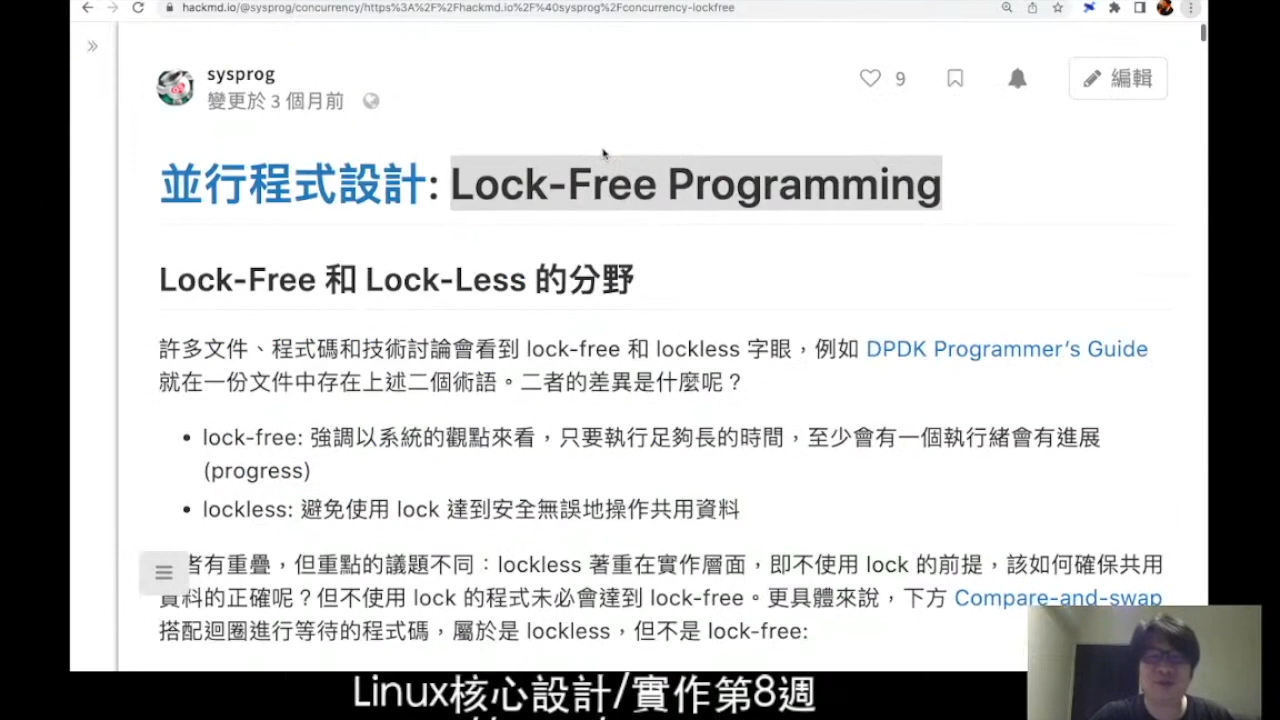 hackmd.io/@sysprog/concurrency/https%3A%2F%2Fhackmd.io%2F%40sysprog%2Fconcurrency-lockfree
sysprog
變更於 3 個月前
9
編輯
並行程式設計: Lock-Free Programming
Lock-Free 和 Lock-Less 的分野
許多文件、程式碼和技術討論會看到 lock-free 和 lockless 字眼，例如 DPDK Programmer's Guide
就在一份文件中存在上述二個術語。二者的差異是什麼呢？
lock-free: 強調以系統的觀點來看，只要執行足夠長的時間，至少會有一個執行緒會有進展
(progress)
lockless: 避免使用 lock 達到安全無誤地操作共用資料
者有重疊，但重點的議題不同：lockless 著重在實作層面，即不使用 lock 的前提，該如何確保共用
資料的正確呢？但不使用 lock 的程式未必會達到 lock-free。更具體來說，下方 Compare-and-swap
搭配迴圈進行等待的程式碼，屬於是 lockless，但不是 lock-free:
Linux核心設計/實作第8週